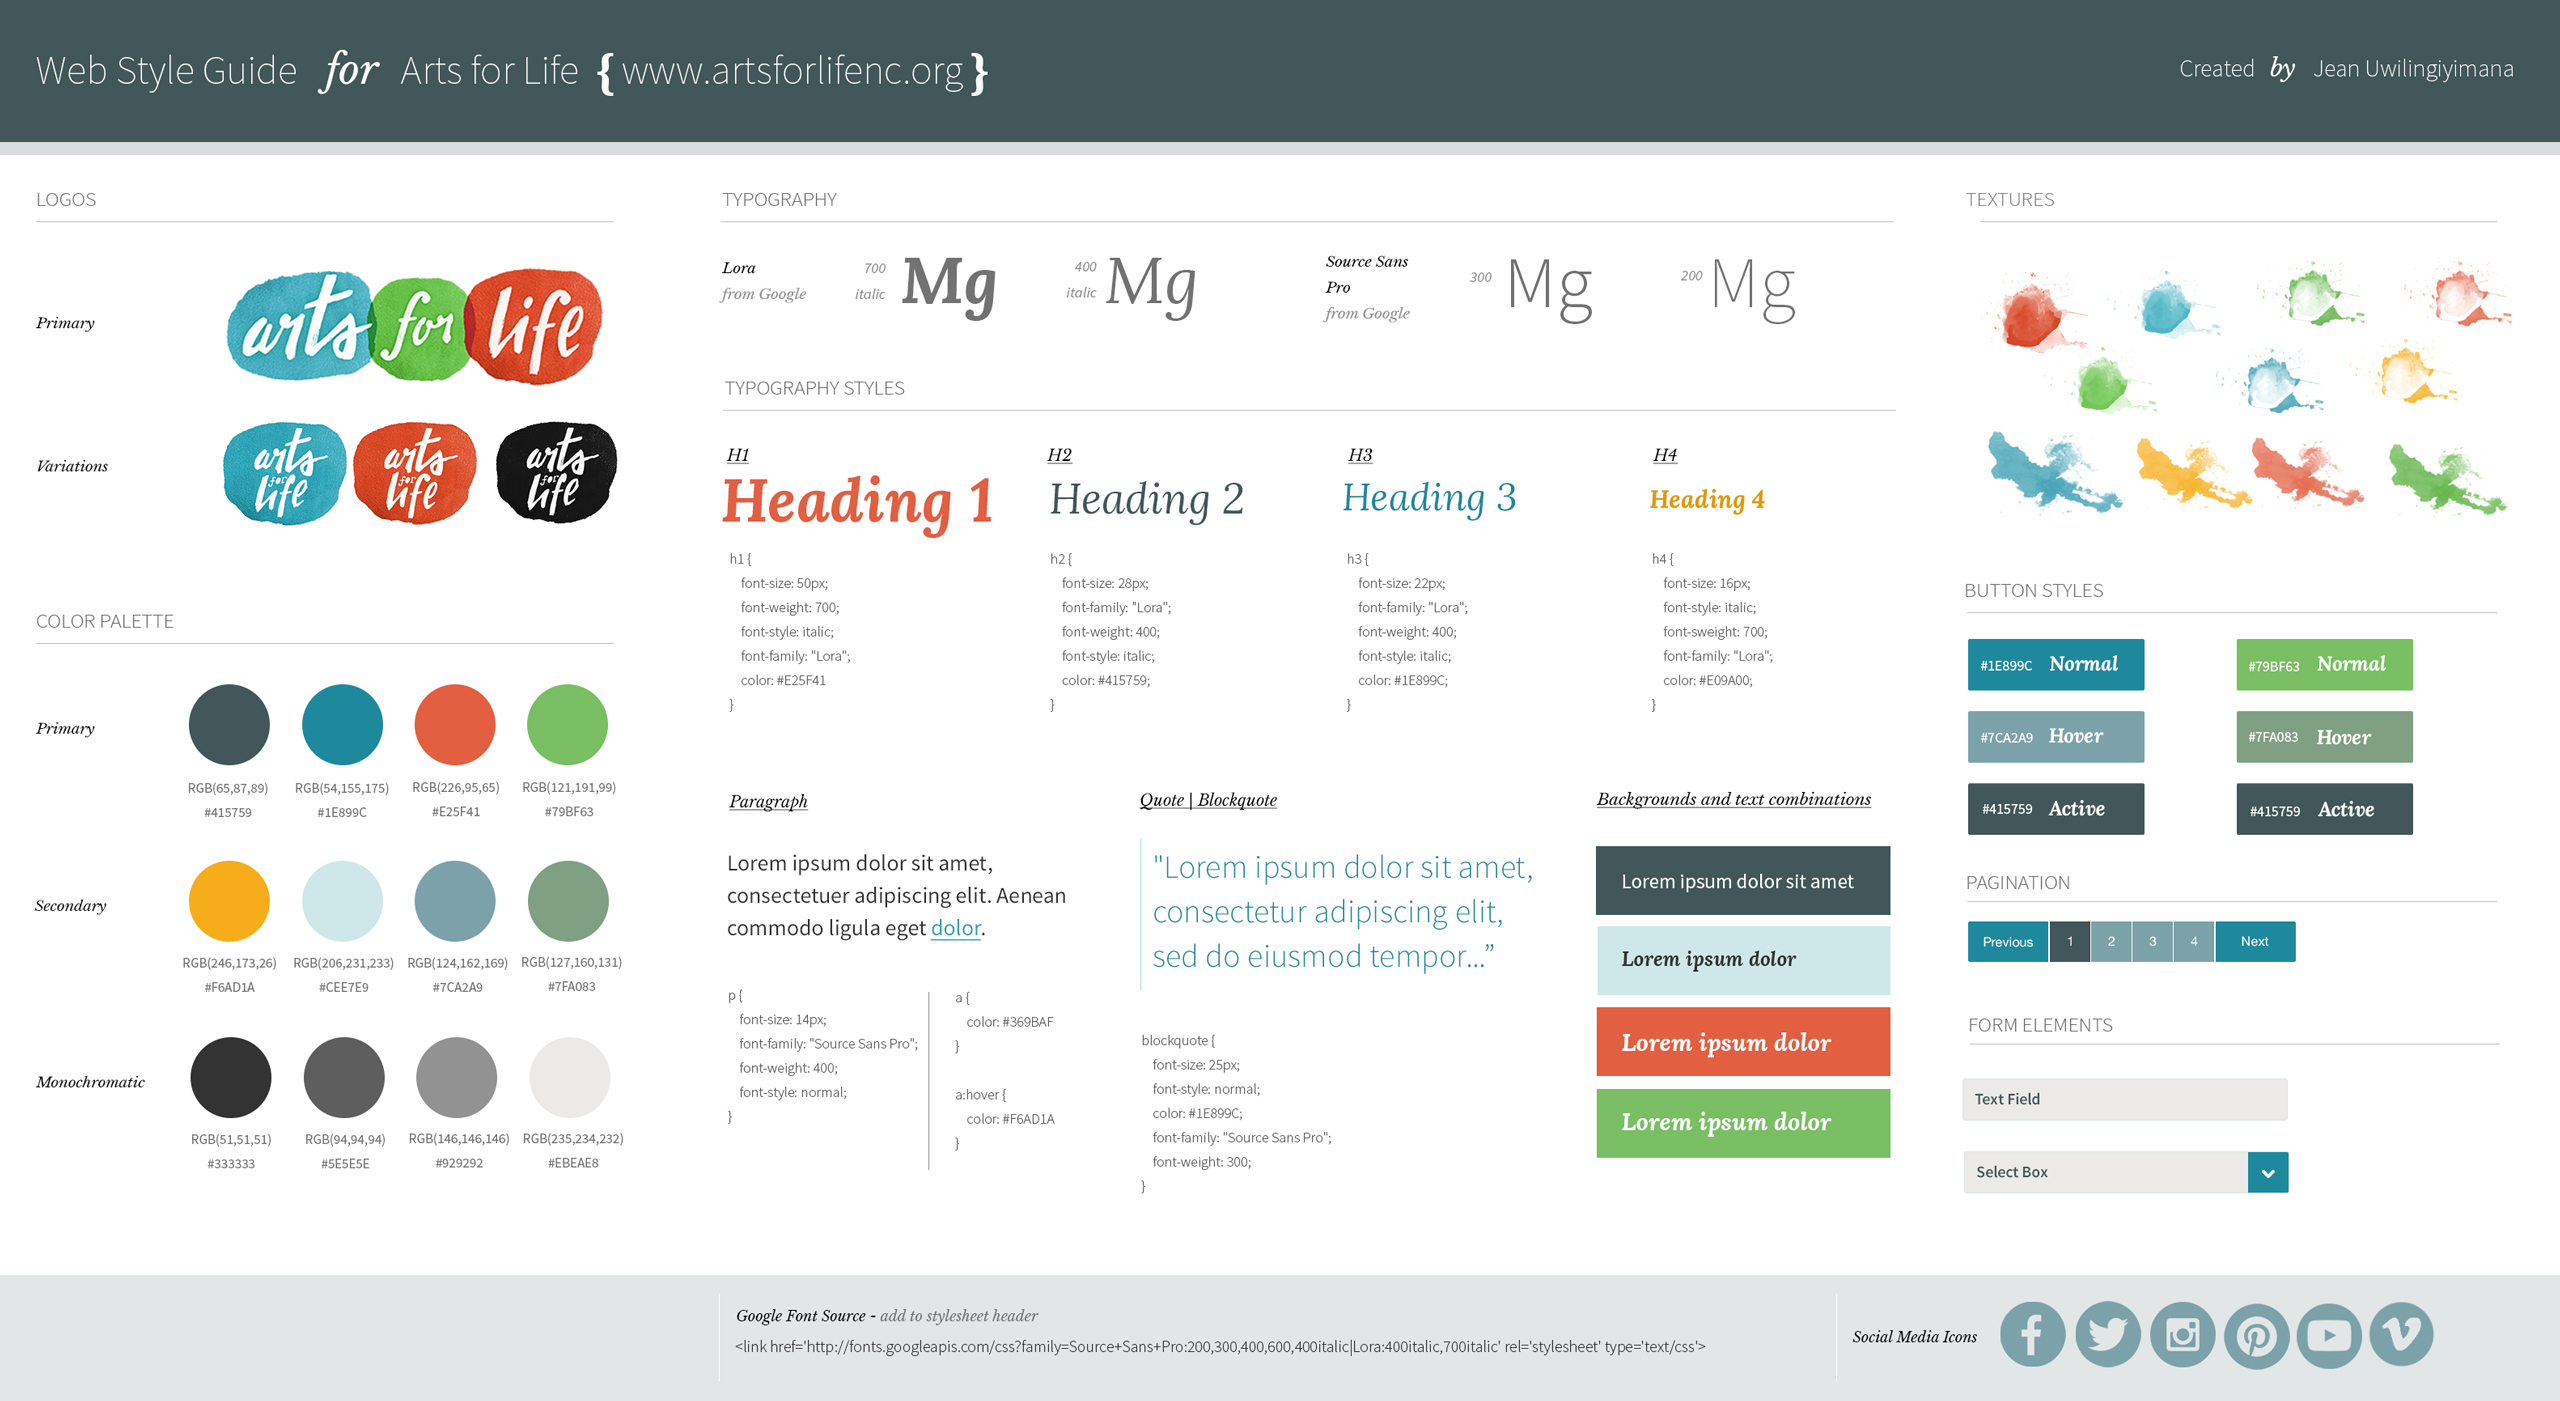 Web Style Guide for Arts for Life { www.artsforlifenc.org }
Created by Jean Uwilingiyimana
LOGOS
Primary
arts for life
Variations
arts
for
life
arts
for
life
arts
for
life
COLOR PALETTE
Primary
RGB(65,87,89)
#415759
RGB(54,155,175)
#1E899C
RGB(226,95,65)
#E25F41
RGB(121,191,99)
#79BF63
Secondary
RGB(246,173,26)
#F6AD1A
RGB(206,231,233)
#CEE7E9
RGB(124,162,169)
#7CA2A9
RGB(127,160,131)
#7FA083
Monochromatic
RGB(51,51,51)
#333333
RGB(94,94,94)
#5E5E5E
RGB(146,146,146)
#929292
RGB(235,234,232)
#EBEAE8
TYPOGRAPHY
Lora
from Google
700
italic
Mg
400
italic
Mg
Source Sans
Pro
from Google
300
Mg
200
Mg
TYPOGRAPHY STYLES
H1
Heading 1
h1 {
font-size: 50px;
font-weight: 700;
font-style: italic;
font-family: "Lora";
color: #E25F41
}
H2
Heading 2
h2 {
font-size: 28px;
font-family: "Lora";
font-weight: 400;
font-style: italic;
color: #415759;
}
H3
Heading 3
h3 {
font-size: 22px;
font-family: "Lora";
font-weight: 400;
font-style: italic;
color: #1E899C;
}
H4
Heading 4
h4 {
font-size: 16px;
font-style: italic;
font-sweight: 700;
font-family: "Lora";
color: #E09A00;
}
Paragraph
Lorem ipsum dolor sit amet,
consectetuer adipiscing elit. Aenean
commodo ligula eget dolor.
p {
font-size: 14px;
font-family: "Source Sans Pro";
font-weight: 400;
font-style: normal;
}
a {
color: #369BAF
}
a:hover {
color: #F6AD1A
}
Quote | Blockquote
"Lorem ipsum dolor sit amet,
consectetur adipiscing elit,
sed do eiusmod tempor...”
blockquote {
font-size: 25px;
font-style: normal;
color: #1E899C;
font-family: "Source Sans Pro";
font-weight: 300;
}
Backgrounds and text combinations
Lorem ipsum dolor sit amet
Lorem ipsum dolor
Lorem ipsum dolor
Lorem ipsum dolor
TEXTURES
BUTTON STYLES
#1E899C Normal
#79BF63 Normal
#7CA2A9 Hover
#7FA083 Hover
#415759 Active
#415759 Active
PAGINATION
Previous 1 2 3 4 Next
FORM ELEMENTS
Text Field
Select Box
Google Font Source - add to stylesheet header
<link href='http://fonts.googleapis.com/css?family=Source+Sans+Pro:200,300,400,600,400italic|Lora:400italic,700italic' rel='stylesheet' type='text/css'>
Social Media Icons